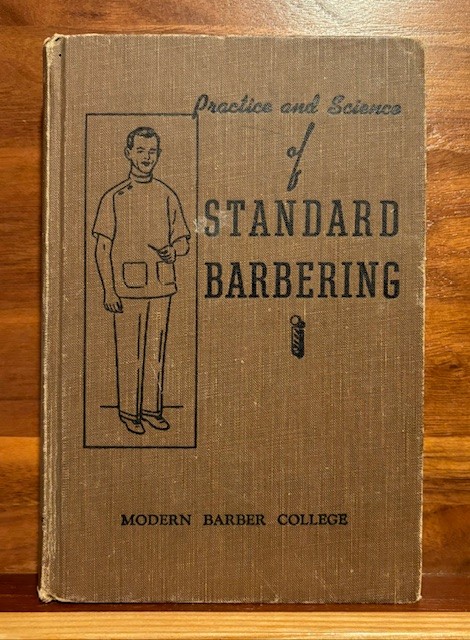 Practice and Science
of
STANDARD
BARBERING
MODERN BARBER COLLEGE